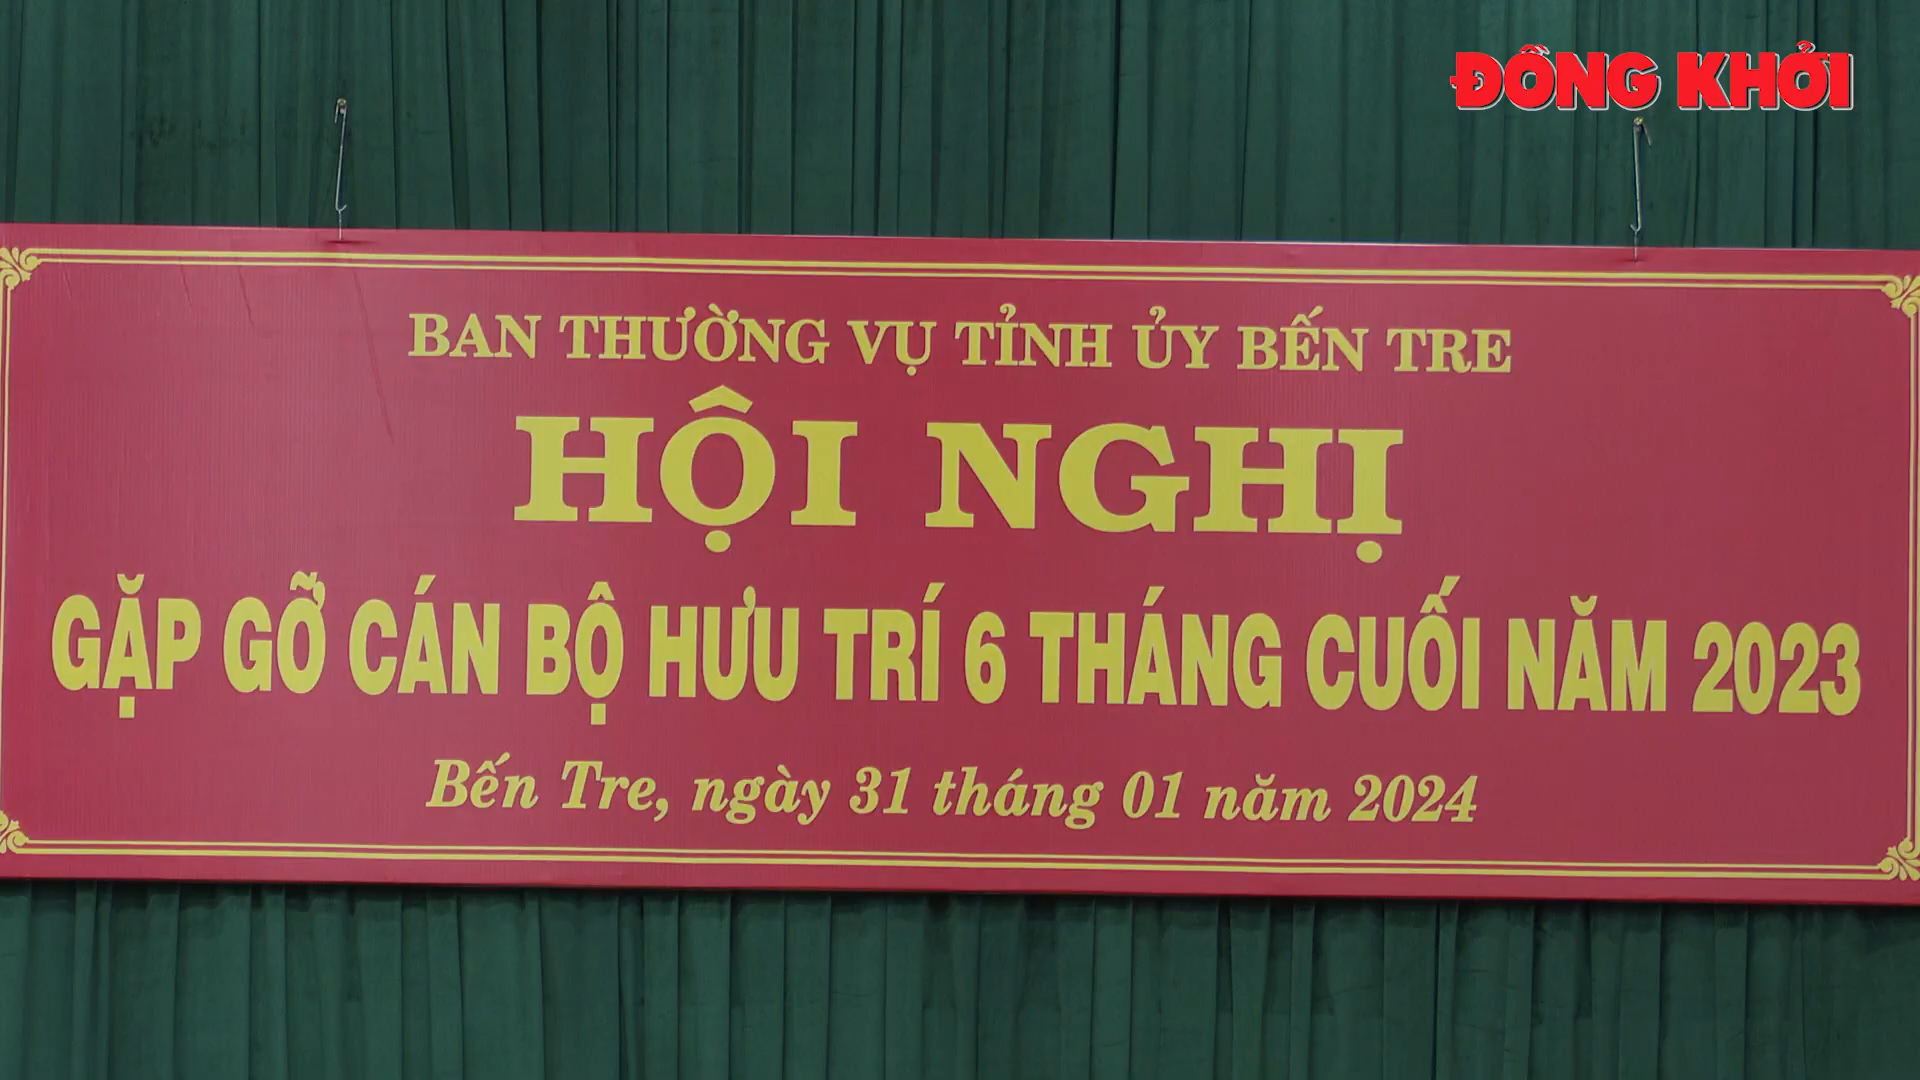 ĐỒNG KHỞI
BAN THƯỜNG VỤ TỈNH ỦY BẾN TRE
HỘI NGHỊ
GẶP GỠ CÁN BỘ HƯU TRÍ 6 THÁNG CUỐI NĂM 2023
Bến Tre, ngày 31 tháng 01 năm 2024